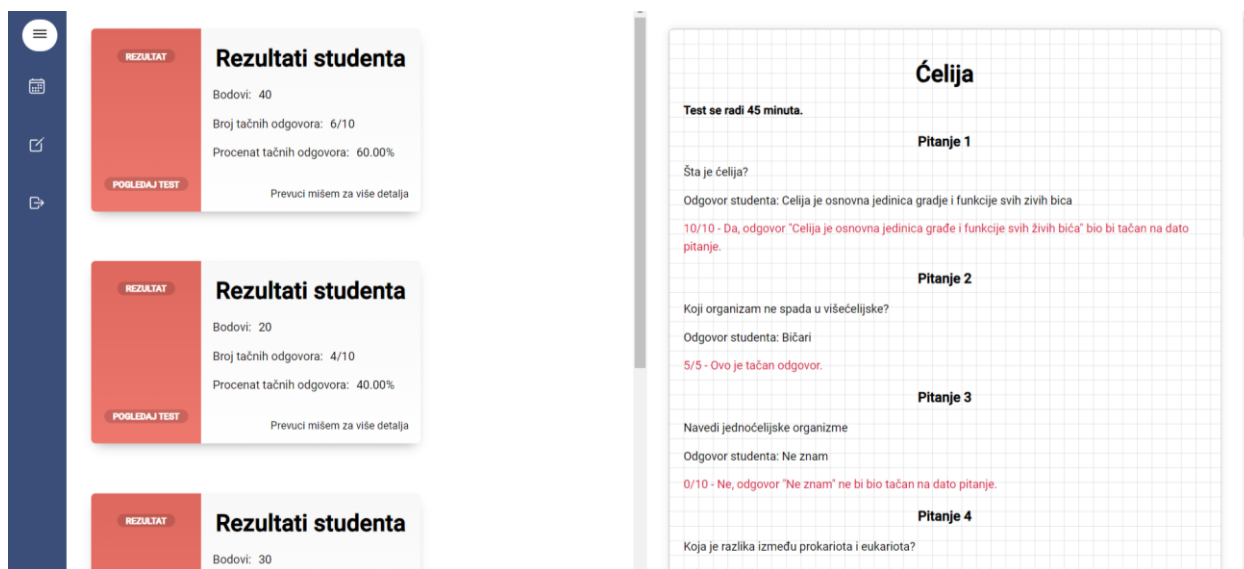 REZULTAT
Rezultati studenta
Bodovi: 40
Broj tačnih odgovora: 6/10
Procenat tačnih odgovora: 60.00%
POGLEDAJ TEST
Prevuci mišem za više detalja
REZULTAT
Rezultati studenta
Bodovi: 20
Broj tačnih odgovora: 4/10
Procenat tačnih odgovora: 40.00%
POGLEDAJ TEST
Prevuci mišem za više detalja
REZULTAT
Rezultati studenta
Bodovi: 30
Ćelija
Test se radi 45 minuta.
Pitanje 1
Šta je ćelija?
Odgovor studenta: Celija je osnovna jedinica gradje i funkcije svih zivih bica
10/10 - Da, odgovor "Celija je osnovna jedinica građe i funkcije svih živih bića" bio bi tačan na dato
pitanje.
Pitanje 2
Koji organizam ne spada u višećelijske?
Odgovor studenta: Bičari
5/5 - Ovo je tačan odgovor.
Pitanje 3
Navedi jednoćelijske organizme
Odgovor studenta: Ne znam
0/10 - Ne, odgovor "Ne znam" ne bi bio tačan na dato pitanje.
Pitanje 4
Koja je razlika između prokariota i eukariota?